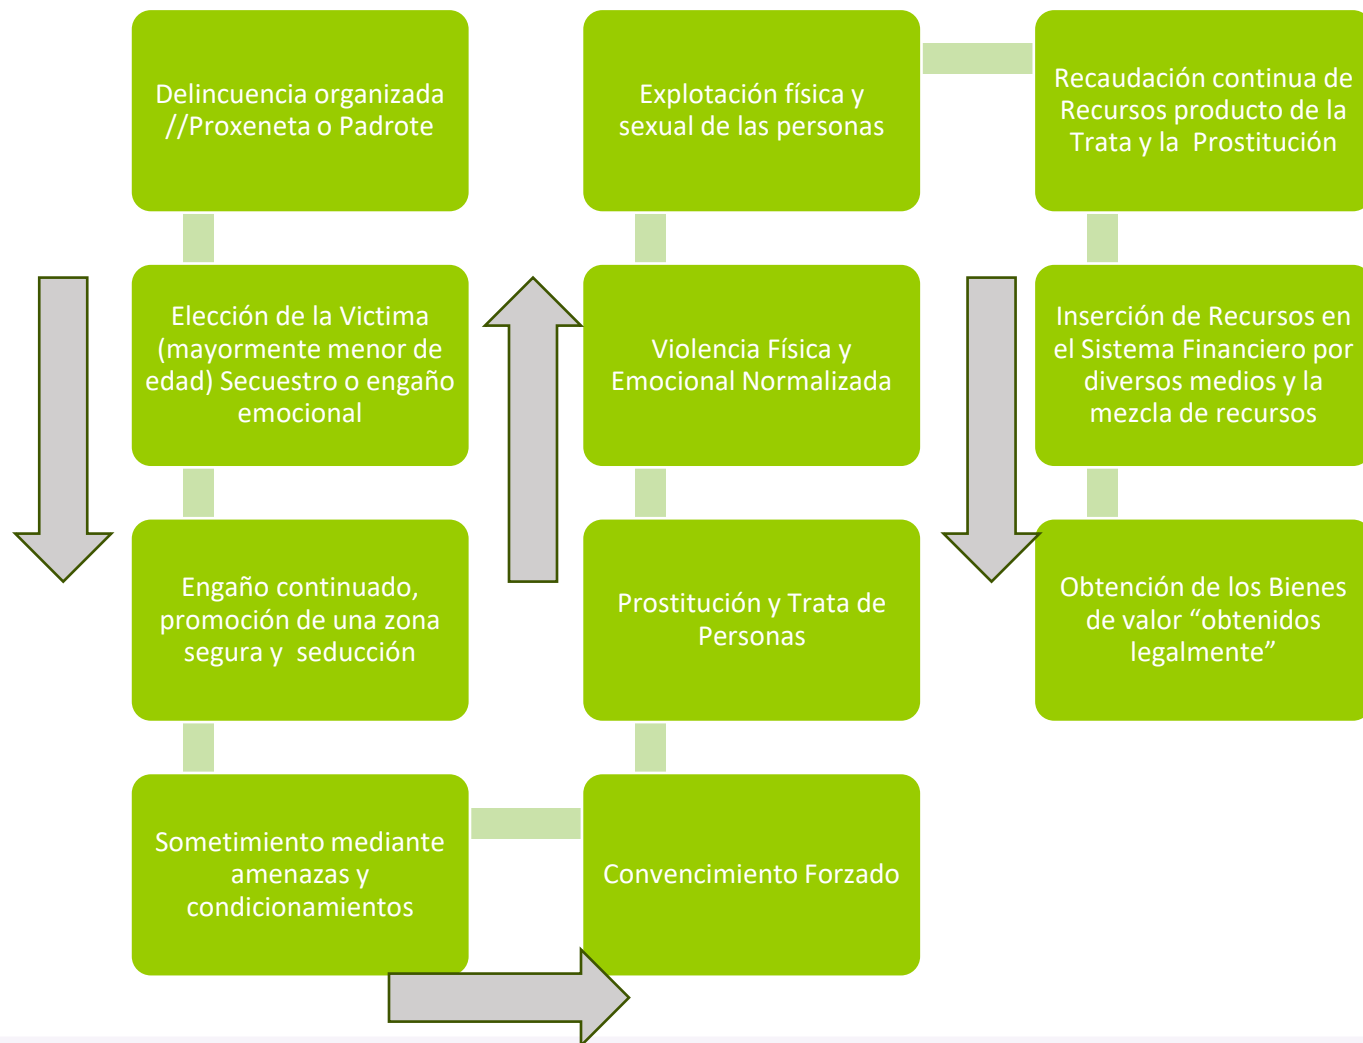 Delincuencia organizada
//Proxeneta o Padrote
Elección de la Victima
(mayormente menor de
edad) Secuestro o engaño
emocional
Engaño continuado,
promoción de una zona
segura y  seducción
Sometimiento mediante
amenazas y
condicionamientos
Convencimiento Forzado
Prostitución y Trata de
Personas
Violencia Física y
Emocional Normalizada
Explotación física y
sexual de las personas
Recaudación continua de
Recursos producto de la
Trata y la  Prostitución
Inserción de Recursos en
el Sistema Financiero por
diversos medios y la
mezcla de recursos
Obtención de los Bienes
de valor “obtenidos
legalmente”